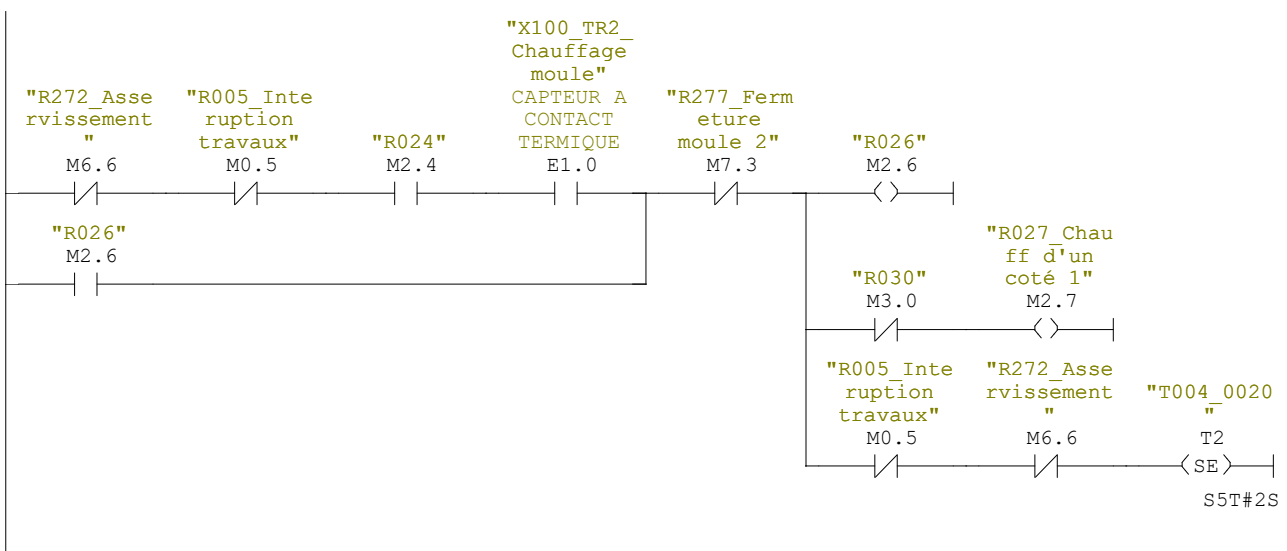 "X100_TR2_
Chauffage
moule"
CAPTEUR A
CONTACT
TERMIQUE
E1.0
"R272_Asse
rvissement
"
M6.6
"R005_Inte
ruption
travaux"
M0.5
"R024"
M2.4
"R277_Ferm
eture
moule 2"
M7.3
"R026"
M2.6
"R026"
M2.6
"R030"
M3.0
"R027_Chau
ff d'un
coté 1"
M2.7
"R005_Inte
ruption
travaux"
M0.5
"R272_Asse
rvissement
"
M6.6
"T004_0020
"
T2
SE
S5T#2S